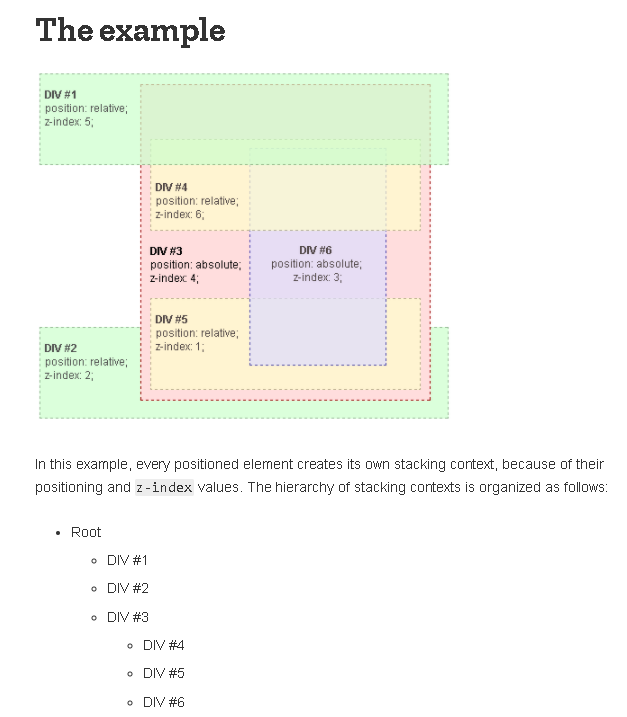 The example
DIV #1
position: relative;
z-index: 5;
DIV #4
position: relative;
z-index: 6;
DIV #3
position: absolute;
z-index: 4;
DIV #6
position: absolute;
z-index: 3;
DIV #5
position: relative;
z-index: 1;
DIV #2
position: relative;
z-index: 2;
In this example, every positioned element creates its own stacking context, because of their
positioning and z-index values. The hierarchy of stacking contexts is organized as follows:
Root
DIV #1
DIV #2
DIV #3
DIV #4
DIV #5
DIV #6